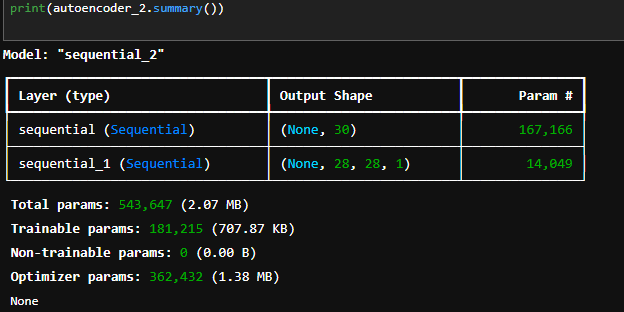 print(autoencoder_2.summary())
Model: "sequential_2"
Layer (type) Output Shape Param #
sequential (Sequential) (None, 30) 167,166
sequential_1 (Sequential) (None, 28, 28, 1) 14,049
Total params: 543,647 (2.07 MB)
Trainable params: 181,215 (707.87 KB)
Non-trainable params: 0 (0.00 B)
Optimizer params: 362,432 (1.38 MB)
None